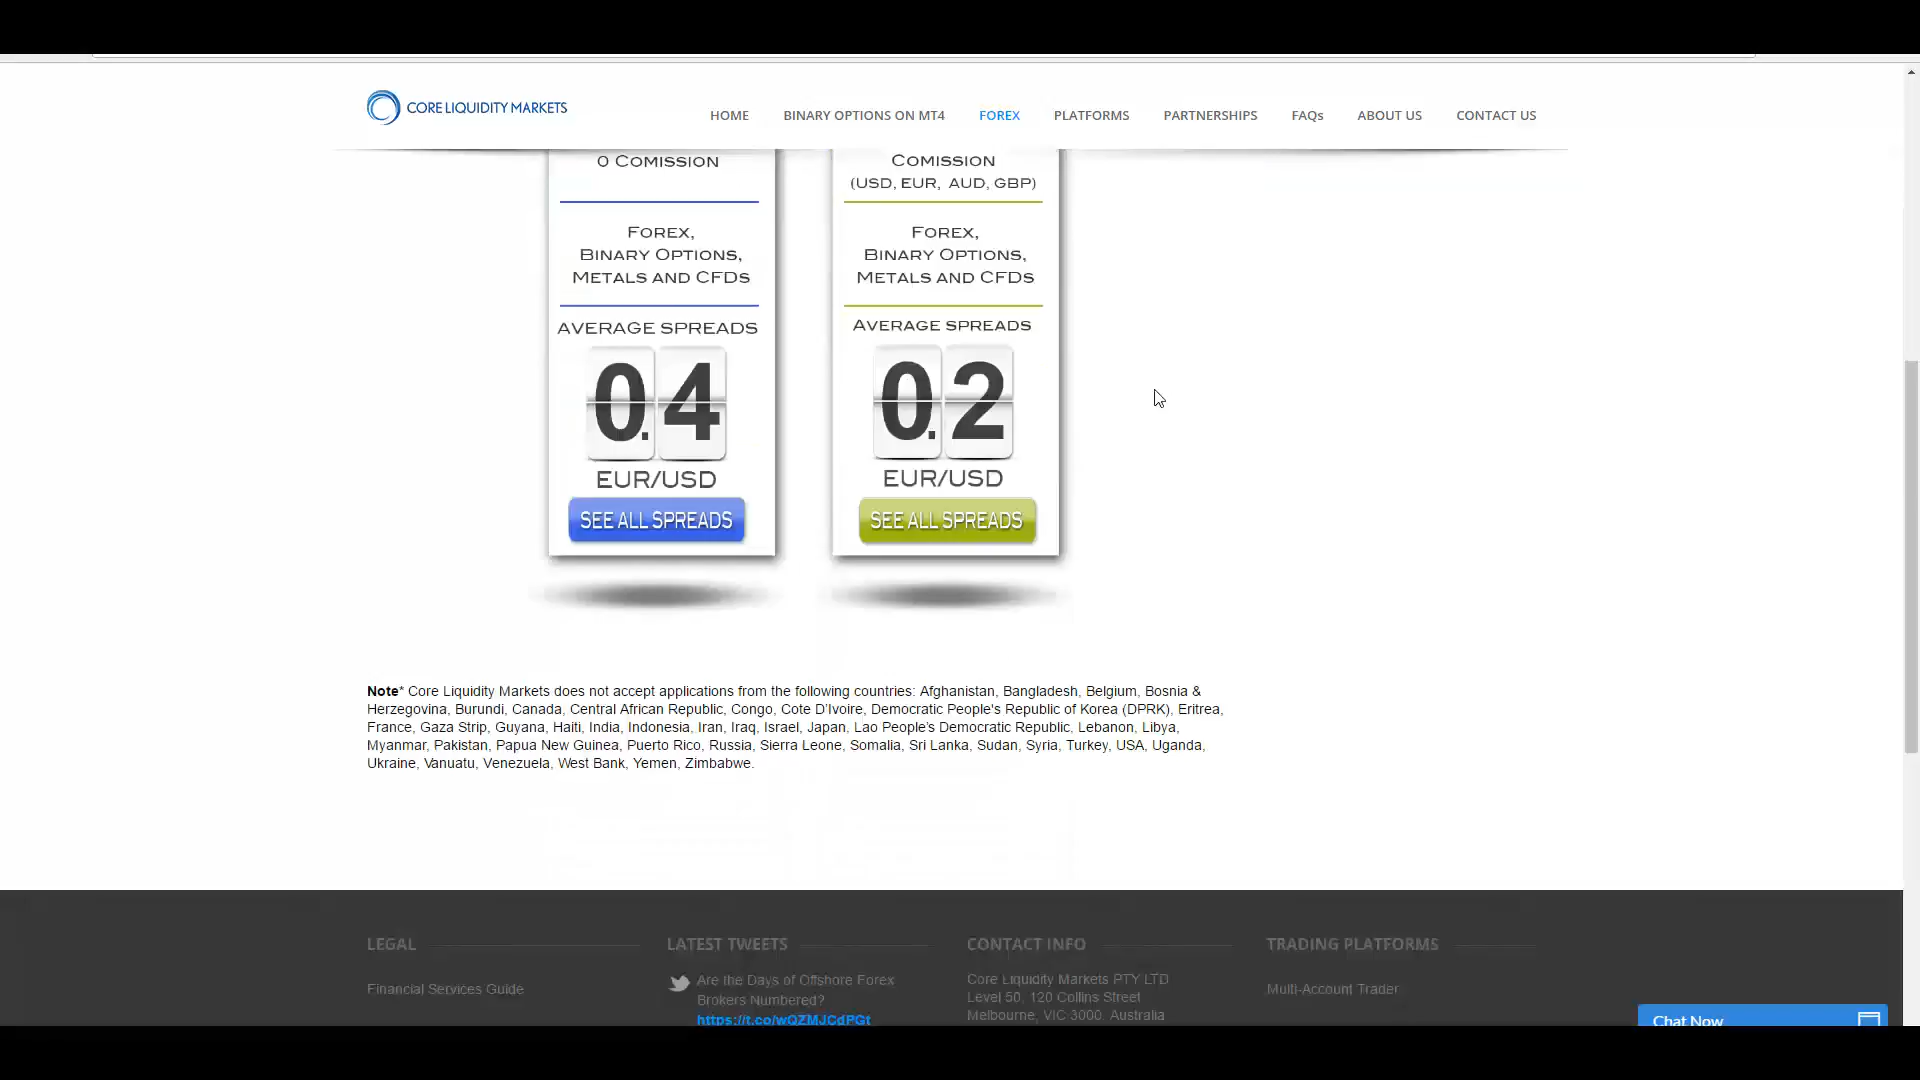 CORE LIQUIDITY MARKETS
HOME BINARY OPTIONS ON MT4 FOREX PLATFORMS PARTNERSHIPS FAQs ABOUT US CONTACT US
0 Comission
Forex,
Binary Options,
Metals and CFDs
AVERAGE SPREADS
0.4
EUR/USD
SEE ALL SPREADS
Comission
(USD, EUR, AUD, GBP)
Forex,
Binary Options,
Metals and CFDs
Average spreads
0.2
EUR/USD
SEE ALL SPREADS
Note* Core Liquidity Markets does not accept applications from the following countries: Afghanistan, Bangladesh, Belgium, Bosnia &
Herzegovina, Burundi, Canada, Central African Republic, Congo, Cote D'Ivoire, Democratic People's Republic of Korea (DPRK), Eritrea,
France, Gaza Strip, Guyana, Haiti, India, Indonesia, Iran, Iraq, Israel, Japan, Lao People's Democratic Republic, Lebanon, Libya,
Myanmar, Pakistan, Papua New Guinea, Puerto Rico, Russia, Sierra Leone, Somalia, Sri Lanka, Sudan, Syria, Turkey, USA, Uganda,
Ukraine, Vanuatu, Venezuela, West Bank, Yemen, Zimbabwe.
LEGAL
Financial Services Guide
LATEST TWEETS
Are the Days of Offshore Forex
Brokers Numbered?
https://t.co/wQZMJCdPGt
CONTACT INFO
Core Liquidity Markets PTY LTD
Level 50, 120 Collins Street
Melbourne, VIC 3000. Australia
TRADING PLATFORMS
Multi-Account Trader
Chat Now